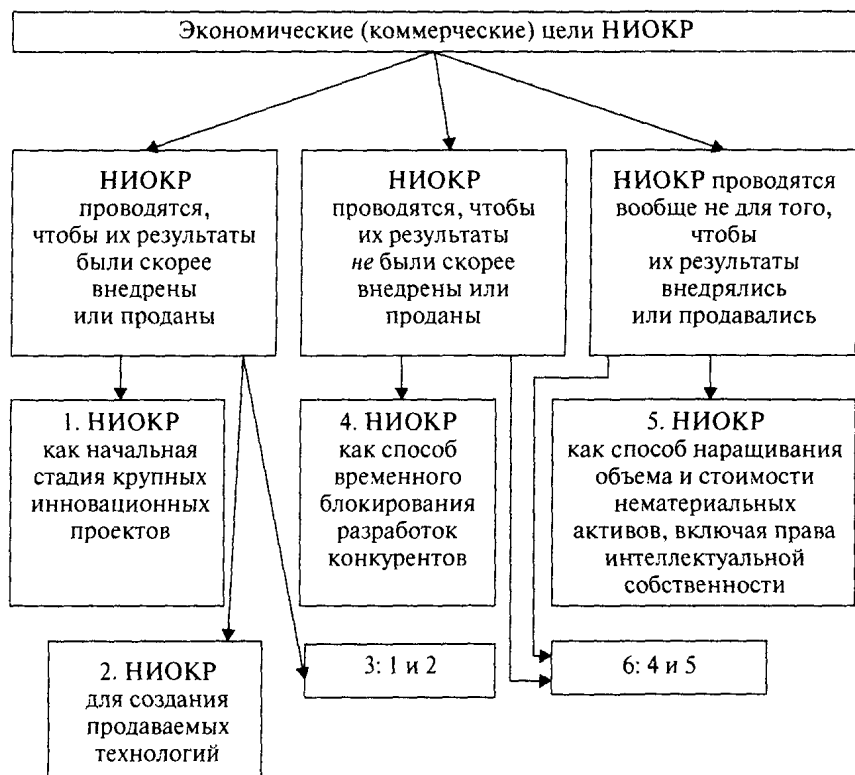 Экономические (коммерческие) цели НИОКР
НИОКР
проводятся,
чтобы их результаты
были скорее
внедрены
или проданы
НИОКР
проводятся, чтобы
их результаты
не были скорее
внедрены или
проданы
НИОКР проводятся
вообще не для того,
чтобы
их результаты
внедрялись
или продавались
1. НИОКР
как начальная
стадия крупных
инновационных
проектов
4. НИОКР
как способ
временного
блокирования
разработок
конкурентов
5. НИОКР
как способ наращивания
объема и стоимости
нематериальных
активов, включая права
интеллектуальной
собственности
2. НИОКР
для создания
продаваемых
технологий
3: 1 и 2
6: 4 и 5